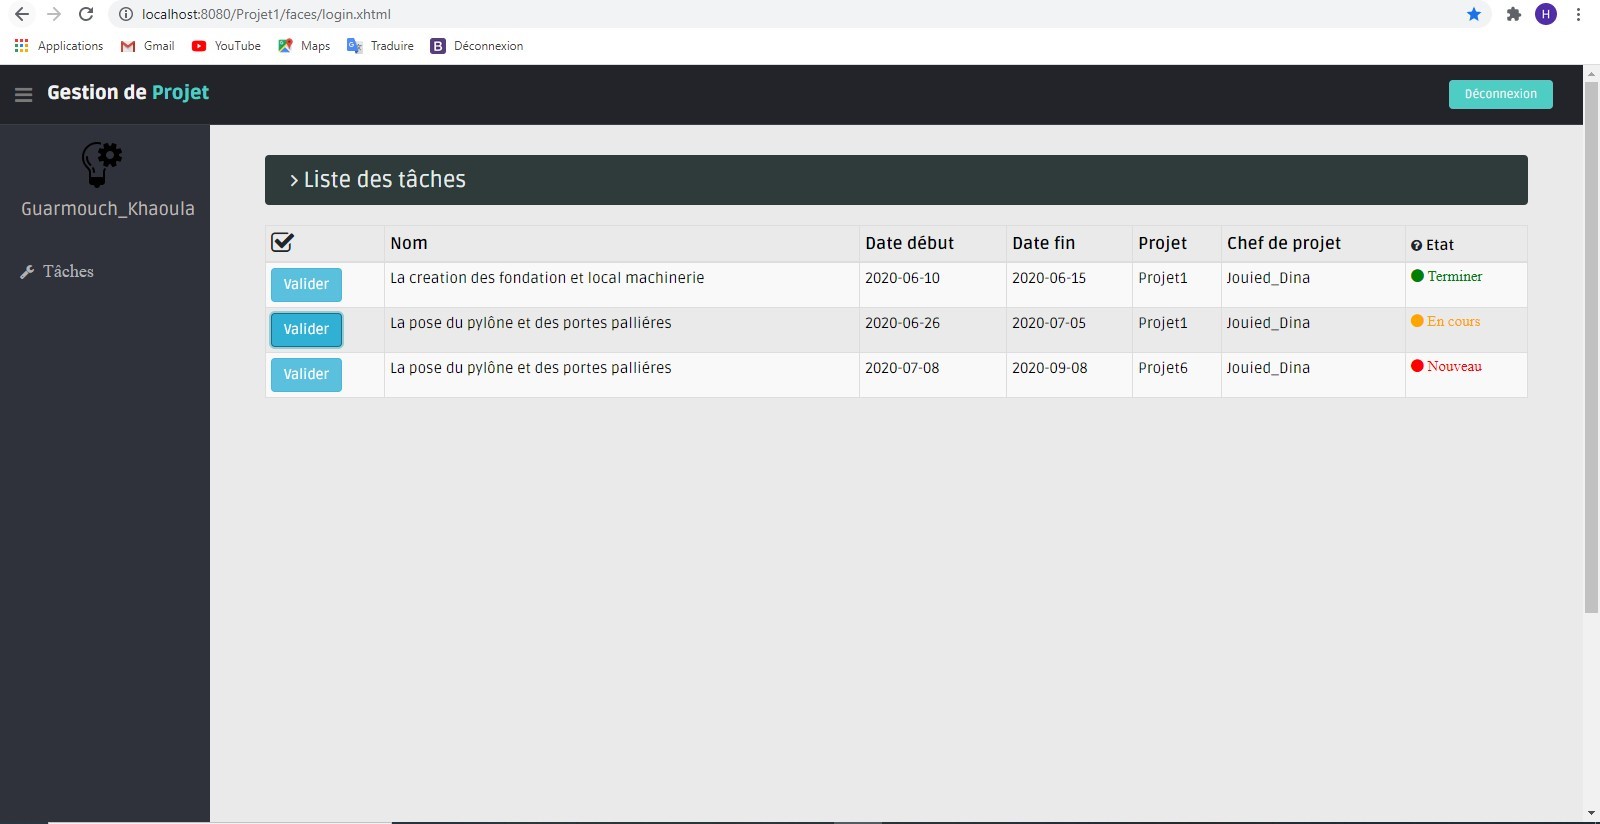 localhost:8080/Projet1/faces/login.xhtml
H
Applications Gmail YouTube Maps Traduire B Déconnexion
Gestion de Projet
Déconnexion
Guarmouch_Khaoula
Tâches
Liste des tâches
Nom Date début Date fin Projet Chef de projet Etat
Valider La creation des fondation et local machinerie 2020-06-10 2020-06-15 Projet1 Jouied_Dina Terminer
Valider La pose du pylône et des portes palliéres 2020-06-26 2020-07-05 Projet1 Jouied_Dina En cours
Valider La pose du pylône et des portes palliéres 2020-07-08 2020-09-08 Projet6 Jouied_Dina Nouveau